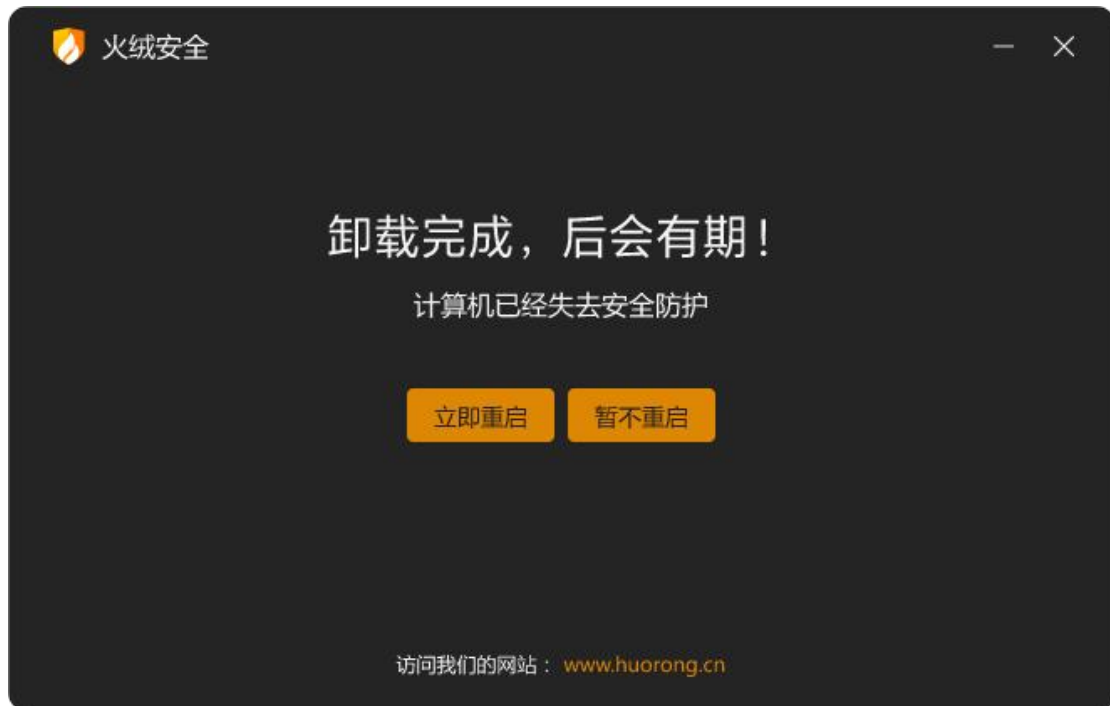 火绒安全
卸载完成，后会有期！
计算机已经失去安全防护
立即重启 暂不重启
访问我们的网站： www.huorong.cn